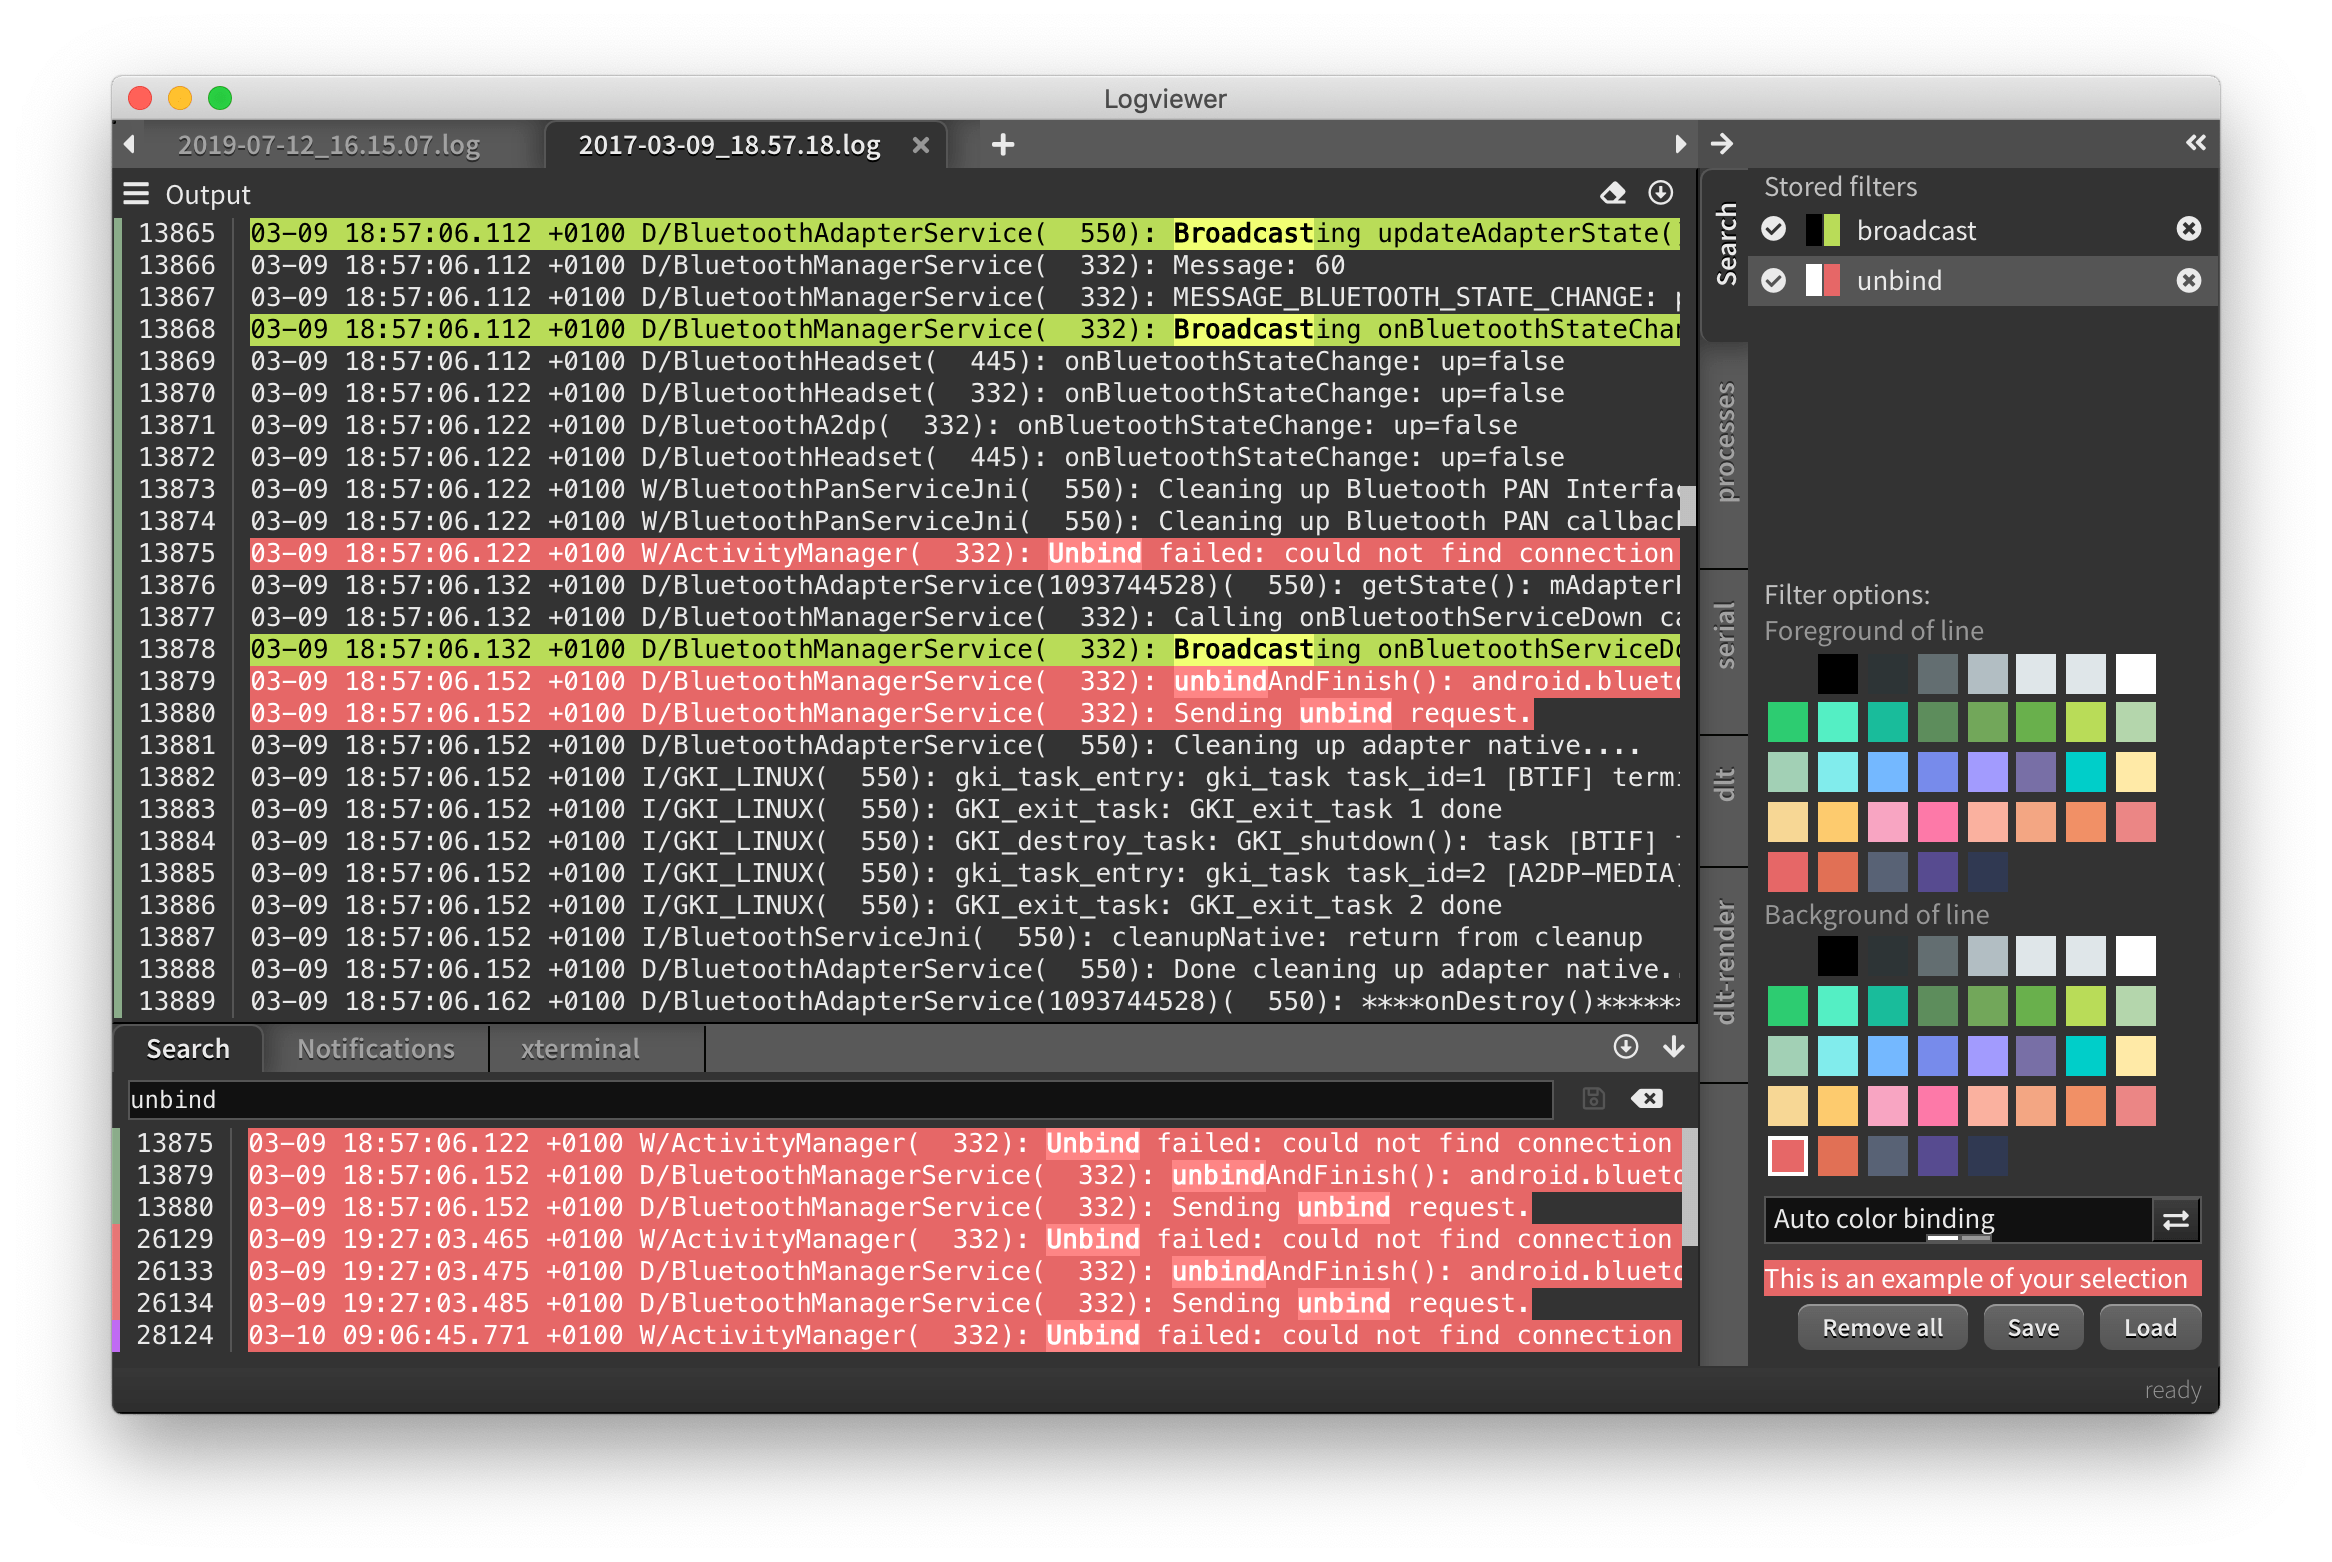 Logviewer
2019-07-12_16.15.07.log
2017-03-09_18.57.18.log
Output
13865 03-09 18:57:06.112 +0100 D/BluetoothAdapterService(  550): Broadcasting updateAdapterState(
13866 03-09 18:57:06.112 +0100 D/BluetoothManagerService(  332): Message: 60
13867 03-09 18:57:06.112 +0100 D/BluetoothManagerService(  332): MESSAGE_BLUETOOTH_STATE_CHANGE:
13868 03-09 18:57:06.112 +0100 D/BluetoothManagerService(  332): Broadcasting onBluetoothStateChan
13869 03-09 18:57:06.112 +0100 D/BluetoothHeadset(  445): onBluetoothStateChange: up=false
13870 03-09 18:57:06.122 +0100 D/BluetoothHeadset(  332): onBluetoothStateChange: up=false
13871 03-09 18:57:06.122 +0100 D/BluetoothA2dp(  332): onBluetoothStateChange: up=false
13872 03-09 18:57:06.122 +0100 D/BluetoothHeadset(  445): onBluetoothStateChange: up=false
13873 03-09 18:57:06.122 +0100 W/BluetoothPanServiceJni(  550): Cleaning up Bluetooth PAN Interfac
13874 03-09 18:57:06.122 +0100 W/BluetoothPanServiceJni(  550): Cleaning up Bluetooth PAN callback
13875 03-09 18:57:06.122 +0100 W/ActivityManager(  332): Unbind failed: could not find connection
13876 03-09 18:57:06.132 +0100 D/BluetoothAdapterService(1093744528)(  550): getState(): mAdapter
13877 03-09 18:57:06.132 +0100 D/BluetoothManagerService(  332): Calling onBluetoothServiceDown ca
13878 03-09 18:57:06.132 +0100 D/BluetoothManagerService(  332): Broadcasting onBluetoothServiceDo
13879 03-09 18:57:06.152 +0100 D/BluetoothManagerService(  332): unbindAndFinish(): android.blueto
13880 03-09 18:57:06.152 +0100 D/BluetoothManagerService(  332): Sending unbind request.
13881 03-09 18:57:06.152 +0100 D/BluetoothAdapterService(  550): Cleaning up adapter native....
13882 03-09 18:57:06.152 +0100 I/GKI_LINUX(  550): gki_task_entry: gki_task task_id=1 [BTIF] termi
13883 03-09 18:57:06.152 +0100 I/GKI_LINUX(  550): GKI_exit_task: GKI_exit_task 1 done
13884 03-09 18:57:06.152 +0100 I/GKI_LINUX(  550): GKI_destroy_task: GKI_shutdown(): task [BTIF]
13885 03-09 18:57:06.152 +0100 I/GKI_LINUX(  550): gki_task_entry: gki_task task_id=2 [A2DP-MEDIA]
13886 03-09 18:57:06.152 +0100 I/GKI_LINUX(  550): GKI_exit_task: GKI_exit_task 2 done
13887 03-09 18:57:06.152 +0100 I/BluetoothServiceJni(  550): cleanupNative: return from cleanup
13888 03-09 18:57:06.152 +0100 D/BluetoothAdapterService(  550): Done cleaning up adapter native.
13889 03-09 18:57:06.162 +0100 D/BluetoothAdapterService(1093744528)(  550): ****onDestroy()******
Search
Notifications
xterminal
unbind
13875 03-09 18:57:06.122 +0100 W/ActivityManager(  332): Unbind failed: could not find connection
13879 03-09 18:57:06.152 +0100 D/BluetoothManagerService(  332): unbindAndFinish(): android.blueto
13880 03-09 18:57:06.152 +0100 D/BluetoothManagerService(  332): Sending unbind request.
26129 03-09 19:27:03.465 +0100 W/ActivityManager(  332): Unbind failed: could not find connection
26133 03-09 19:27:03.475 +0100 D/BluetoothManagerService(  332): unbindAndFinish(): android.blueto
26134 03-09 19:27:03.485 +0100 D/BluetoothManagerService(  332): Sending unbind request.
28124 03-10 09:06:45.771 +0100 W/ActivityManager(  332): Unbind failed: could not find connection
Search
processes
serial
dlt
dlt-render
Stored filters
broadcast
unbind
Filter options:
Foreground of line
Background of line
Auto color binding
This is an example of your selection
Remove all
Save
Load
ready